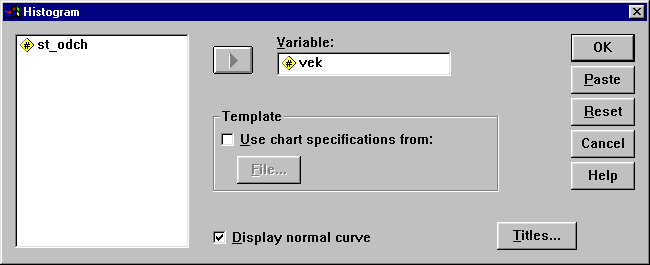 Histogram
st_odch
Variable:
vek
Template
Use chart specifications from:
File...
Display normal curve
Titles...
OK
Paste
Reset
Cancel
Help